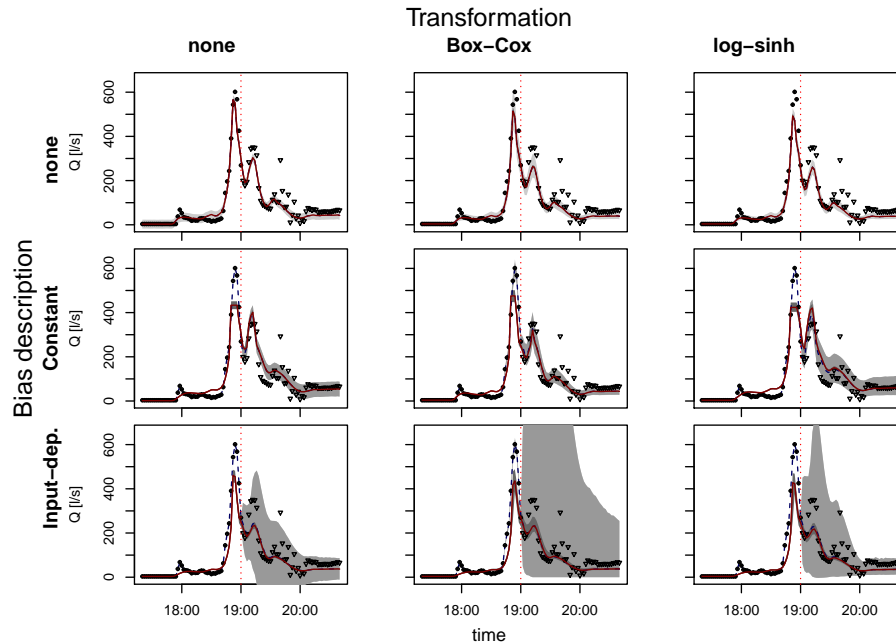 Transformation
none
Box−Cox
log−sinh
Bias description
none
Q [l/s]
0
200
400
600
Constant
Q [l/s]
0
200
400
600
Input−dep.
Q [l/s]
0
200
400
600
18:00
19:00
20:00
18:00
19:00
20:00
18:00
19:00
20:00
time